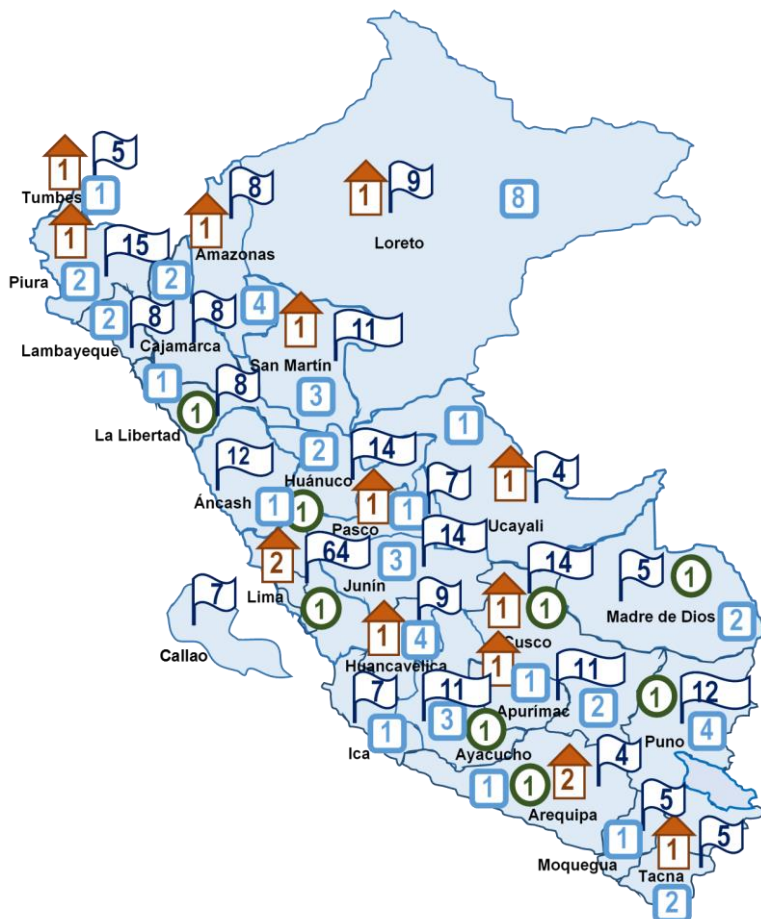 5
1
Tumbes
1
8
1
9
1
8
Loreto
1
Amazonas
15
2
2
Piura
4
2
8
8
1
11
Lambayeque
Cajamarca
San Martín
1
8
3
1
La Libertad
1
12
14
2
Huánuco
1
7
4
Áncash
1
1
1
Pasco
1
Ucayali
14
64
2
3
14
5
1
Lima
Junín
7
1
9
1
1
Madre de Dios
2
1
4
Cusco
Callao
Huancavelica
1
7
11
1
11
1
12
Apurímac
3
2
1
1
4
Ica
Ayacucho
Puno
4
1
1
2
Arequipa
5
1
1
5
Moquegua
Tacna
2